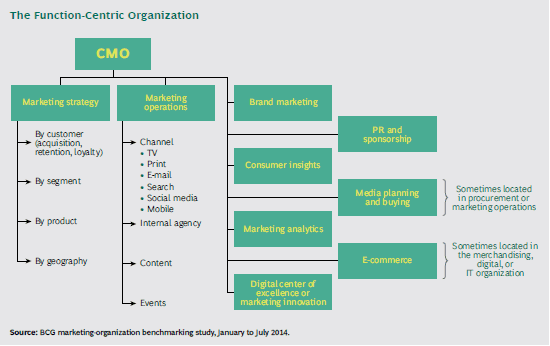 The Function-Centric Organization
CMO
Marketing strategy
By customer
(acquisition,
retention, loyalty)
By segment
By product
By geography
Marketing
operations
Channel
• TV
• Print
• E-mail
• Search
• Social media
• Mobile
Internal agency
Content
Events
Brand marketing
PR and
sponsorship
Consumer insights
Media planning
and buying
Sometimes located
in procurement or
marketing operations
Marketing analytics
E-commerce
Sometimes located in
the merchandising,
digital, or
IT organization
Digital center of
excellence or
marketing innovation
Source: BCG marketing-organization benchmarking study, January to July 2014.